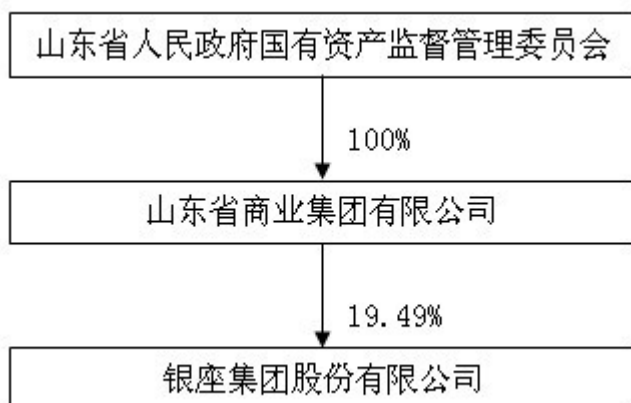 山东省人民政府国有资产监督管理委员会
100%
山东省商业集团有限公司
19.49%
银座集团股份有限公司